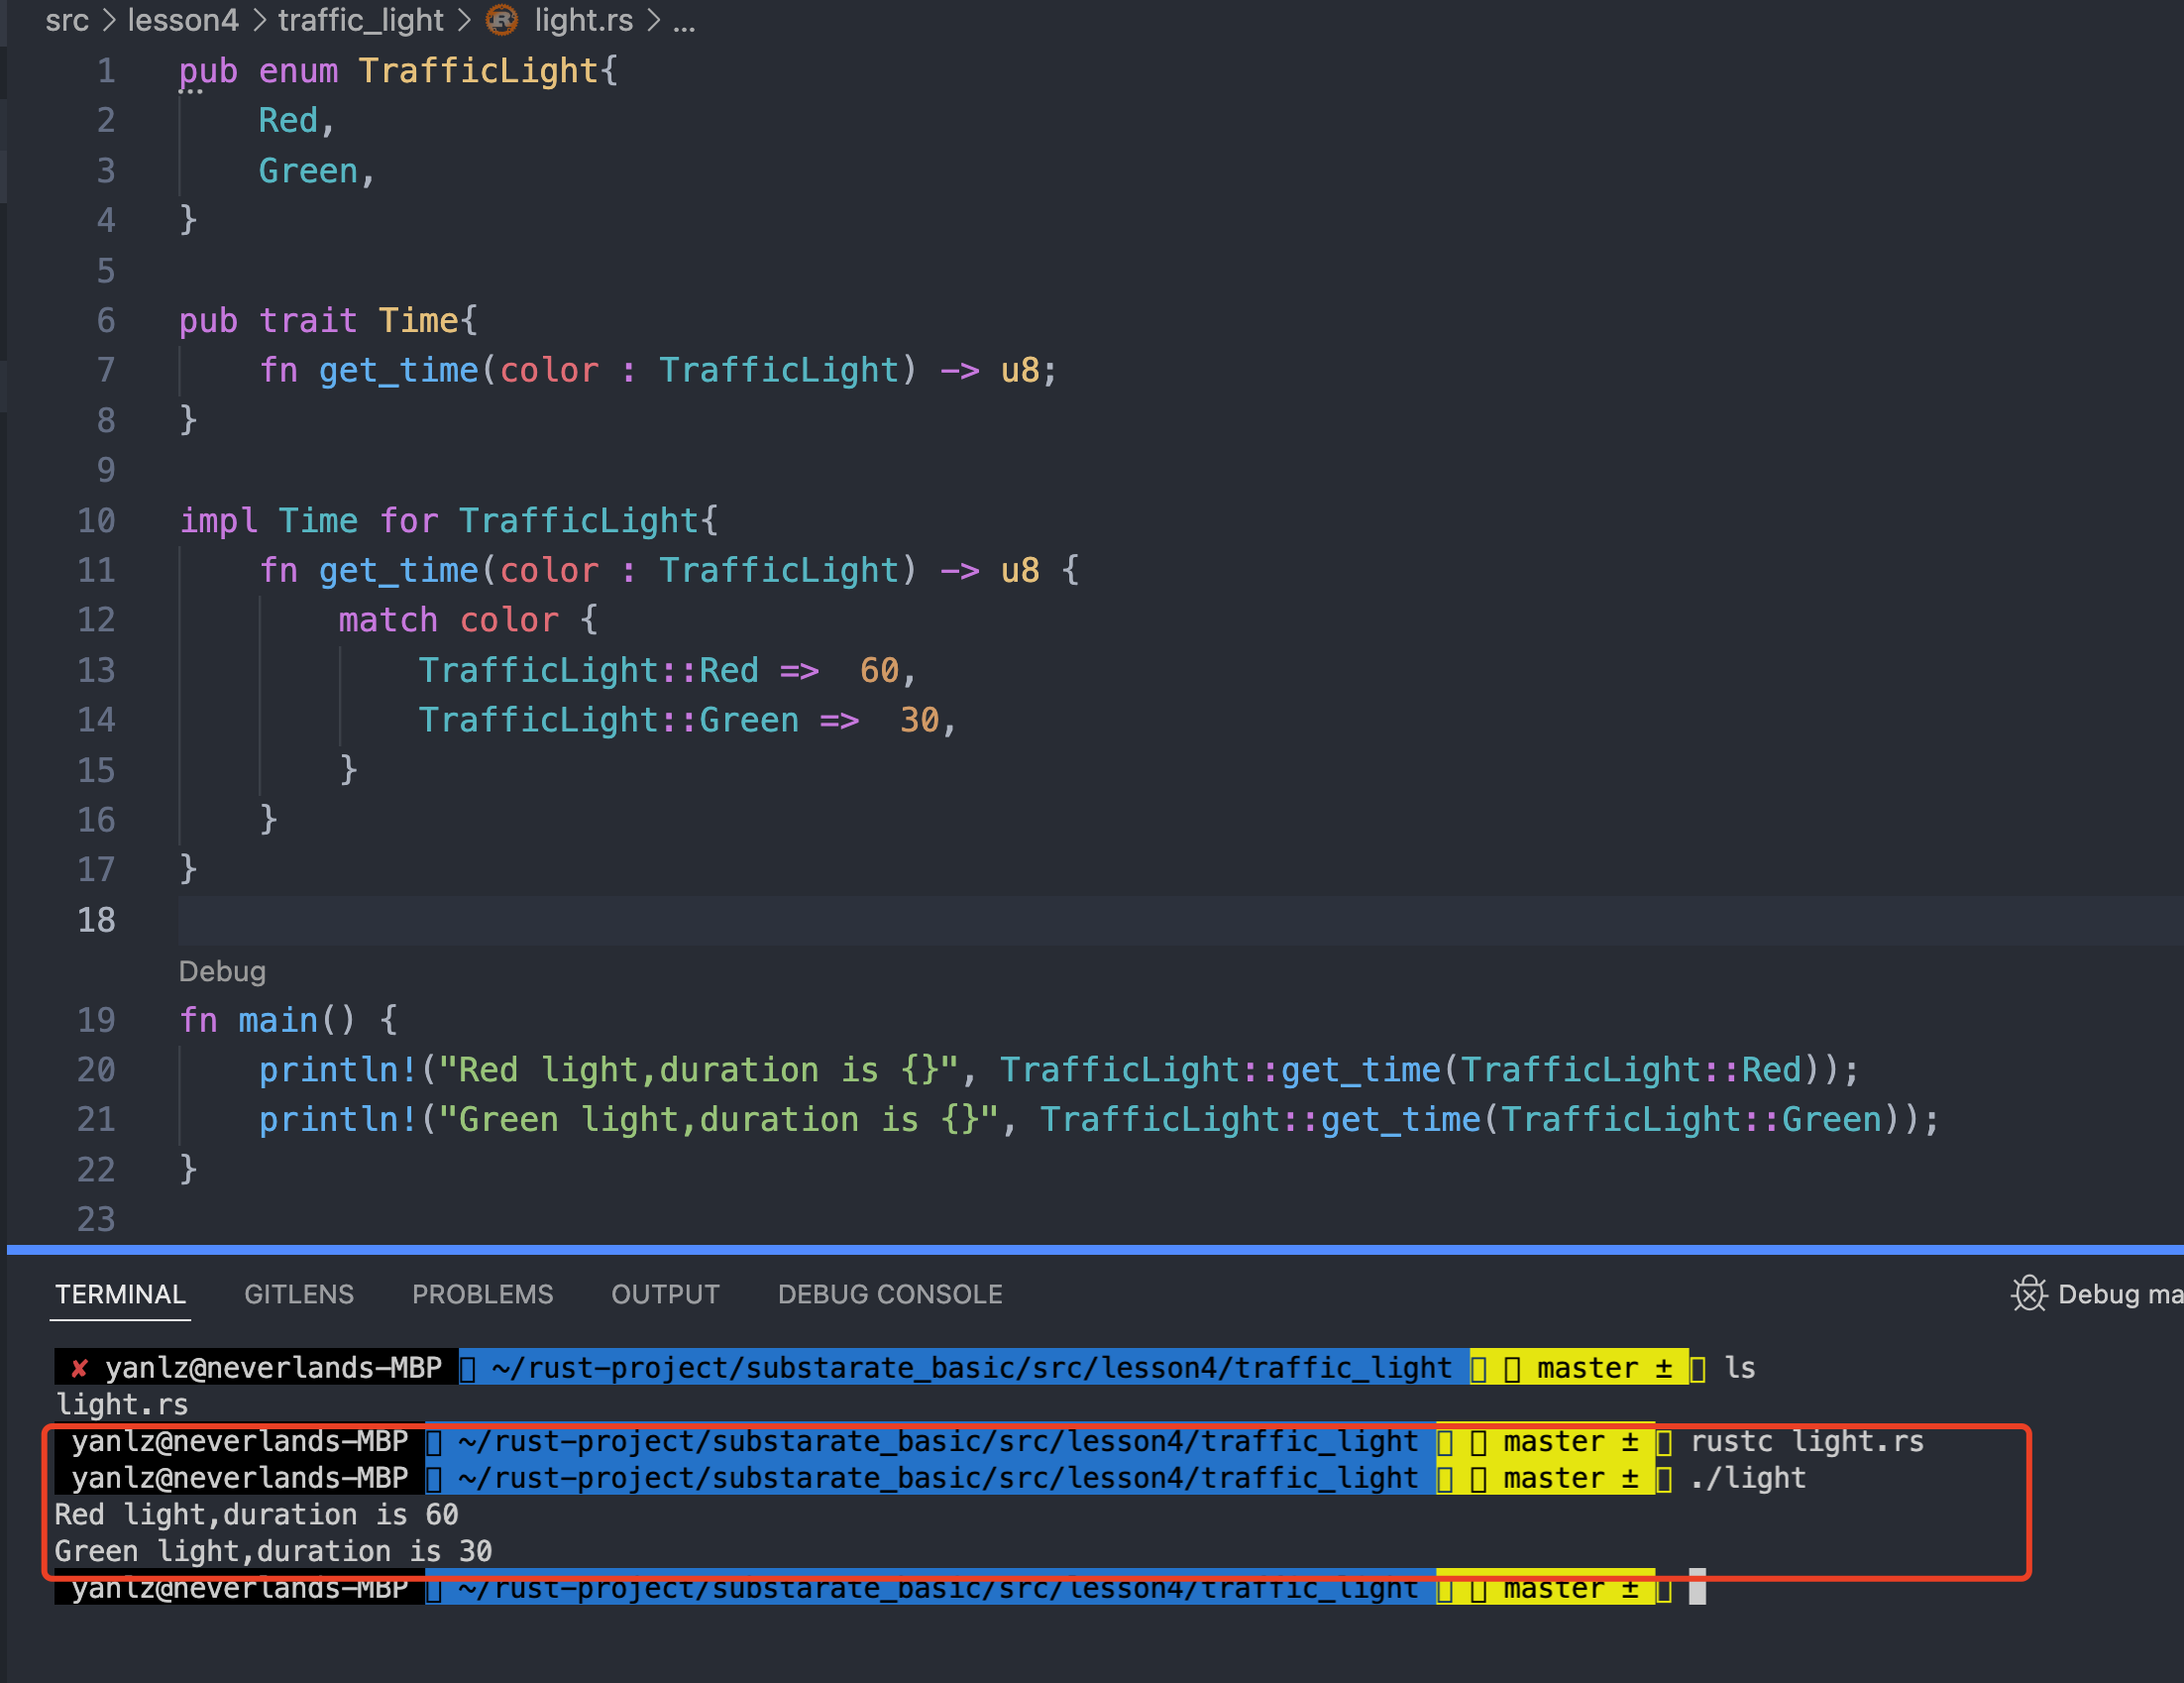 src > lesson4 > traffic_light > light.rs > ...
1 pub enum TrafficLight{
2     Red,
3     Green,
4 }
5
6 pub trait Time{
7     fn get_time(color : TrafficLight) -> u8;
8 }
9
10 impl Time for TrafficLight{
11     fn get_time(color : TrafficLight) -> u8 {
12         match color {
13             TrafficLight::Red =>  60,
14             TrafficLight::Green =>  30,
15         }
16     }
17 }
18
Debug
19 fn main() {
20     println!("Red light,duration is {}", TrafficLight::get_time(TrafficLight::Red));
21     println!("Green light,duration is {}", TrafficLight::get_time(TrafficLight::Green));
22 }
23
TERMINAL GITLENS PROBLEMS OUTPUT DEBUG CONSOLE Debug ma
✘ yanlz@neverlands-MBP ~/rust-project/substarate_basic/src/lesson4/traffic_light master ± ls
light.rs
yanlz@neverlands-MBP ~/rust-project/substarate_basic/src/lesson4/traffic_light master ± rustc light.rs
yanlz@neverlands-MBP ~/rust-project/substarate_basic/src/lesson4/traffic_light master ± ./light
Red light,duration is 60
Green light,duration is 30
yanlz@neverlands-MBP ~/rust-project/substarate_basic/src/lesson4/traffic_light master ±